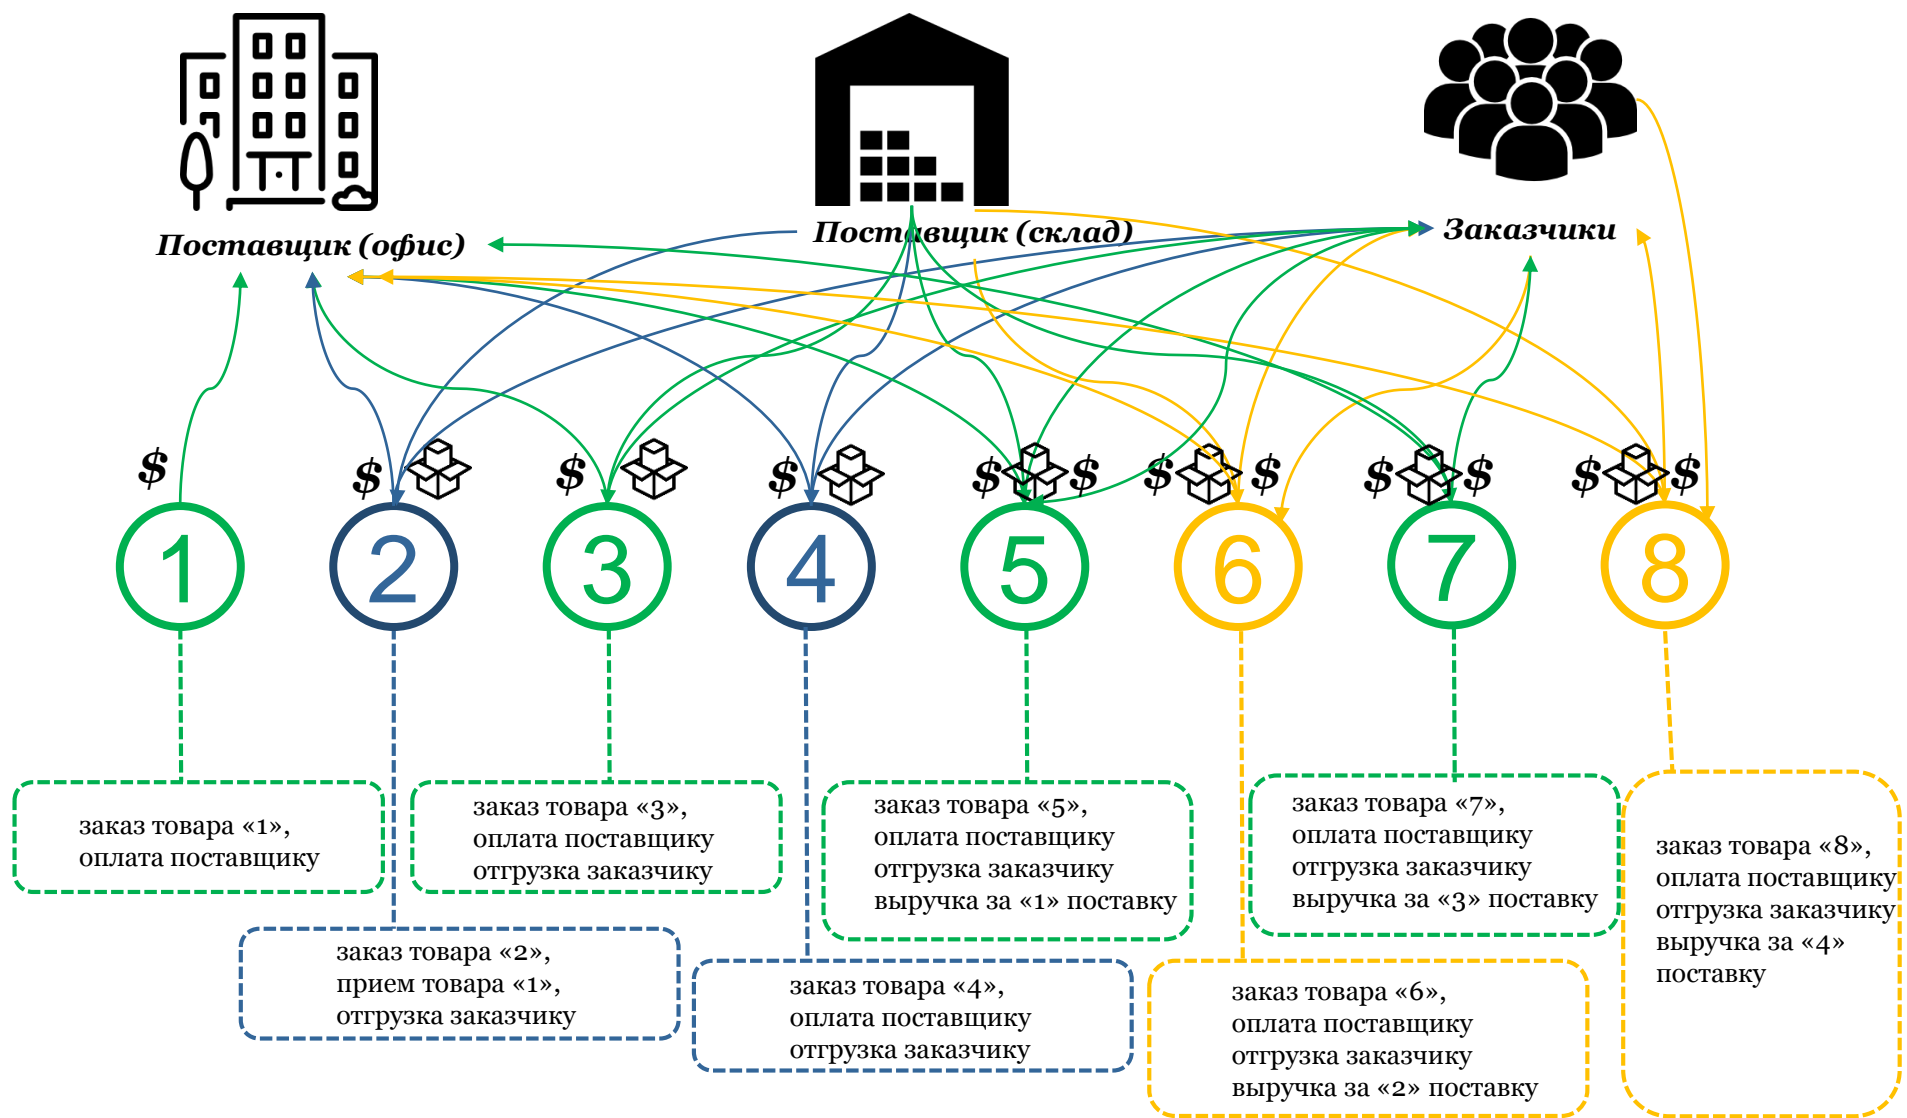 Поставщик (офис)
Поставщик (склад)
Заказчики
$
$
$
$
$
$
$
$
$
$
$
$
1
2
3
4
5
6
7
8
заказ товара «1»,
оплата поставщику
заказ товара «2»,
прием товара «1»,
отгрузка заказчику
заказ товара «3»,
оплата поставщику
отгрузка заказчику
заказ товара «4»,
оплата поставщику
отгрузка заказчику
заказ товара «5»,
оплата поставщику
отгрузка заказчику
выручка за «1» поставку
заказ товара «6»,
оплата поставщику
отгрузка заказчику
выручка за «2» поставку
заказ товара «7»,
оплата поставщику
отгрузка заказчику
выручка за «3» поставку
заказ товара «8»,
оплата поставщику
отгрузка заказчику
выручка за «4»
поставку